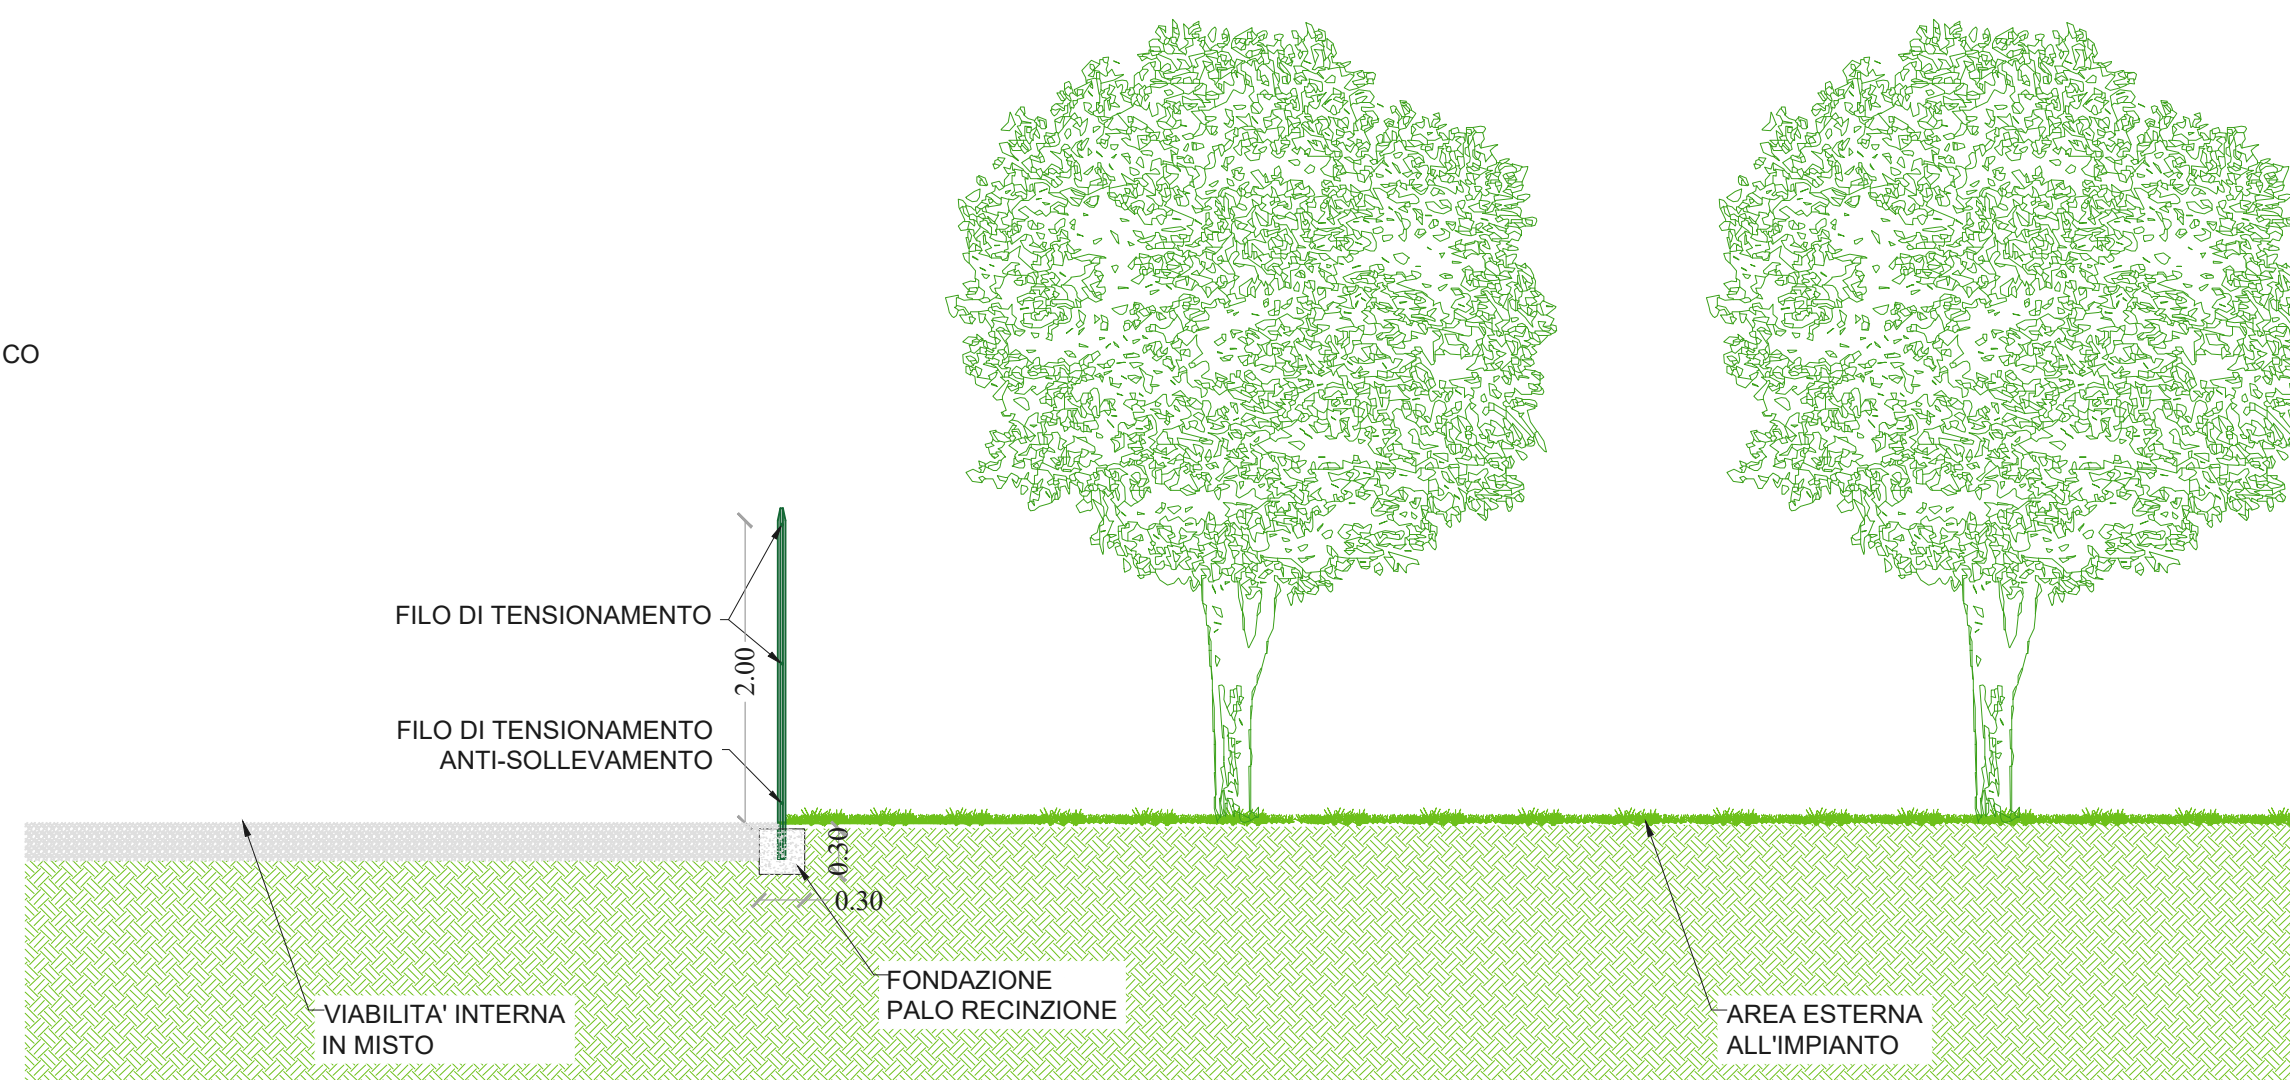 CO
FILO DI TENSIONAMENTO
2.00
FILO DI TENSIONAMENTO
ANTI-SOLLEVAMENTO
0.30
0.30
FONDAZIONE
PALO RECINZIONE
VIABILITA' INTERNA
IN MISTO
AREA ESTERNA
ALL'IMPIANTO